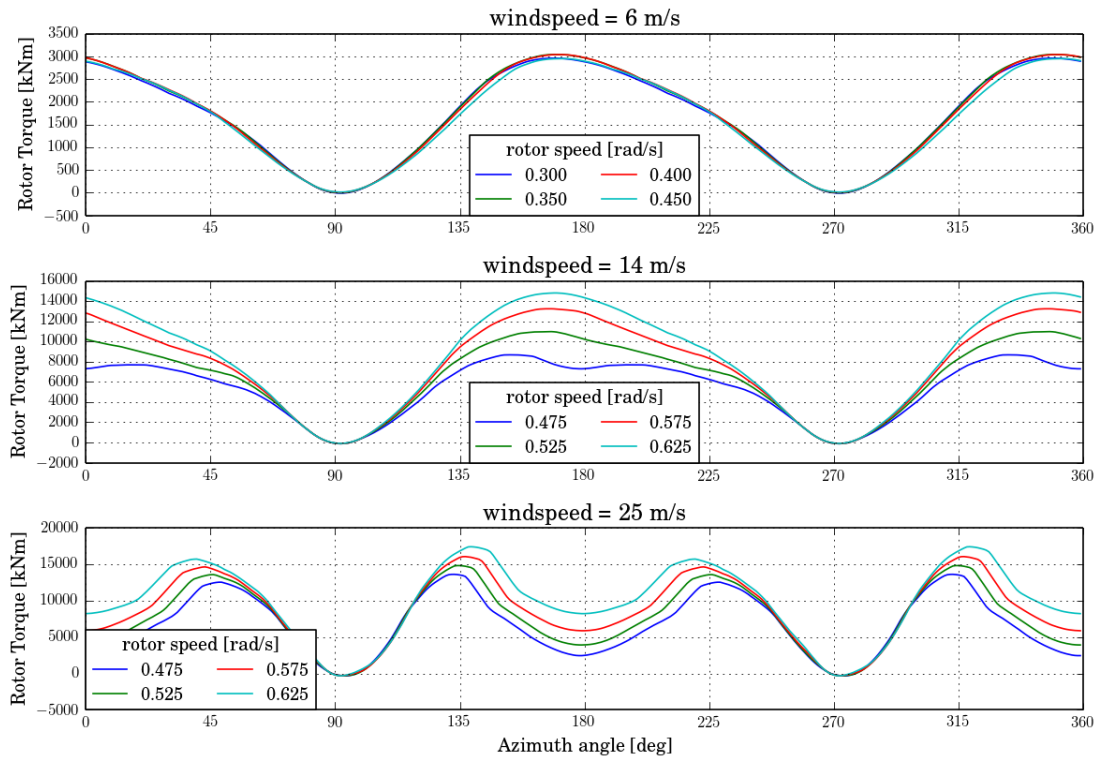 windspeed = 6 m/s
Rotor Torque [kNm]
3500
3000
2500
2000
1500
1000
500
0
−500
rotor speed [rad/s]
0.300 0.400
0.350 0.450
0 45 90 135 180 225 270 315 360
windspeed = 14 m/s
Rotor Torque [kNm]
16000
14000
12000
10000
8000
6000
4000
2000
0
−2000
rotor speed [rad/s]
0.475 0.575
0.525 0.625
0 45 90 135 180 225 270 315 360
windspeed = 25 m/s
Rotor Torque [kNm]
20000
15000
10000
5000
0
−5000
rotor speed [rad/s]
0.475 0.575
0.525 0.625
0 45 90 135 180 225 270 315 360
Azimuth angle [deg]